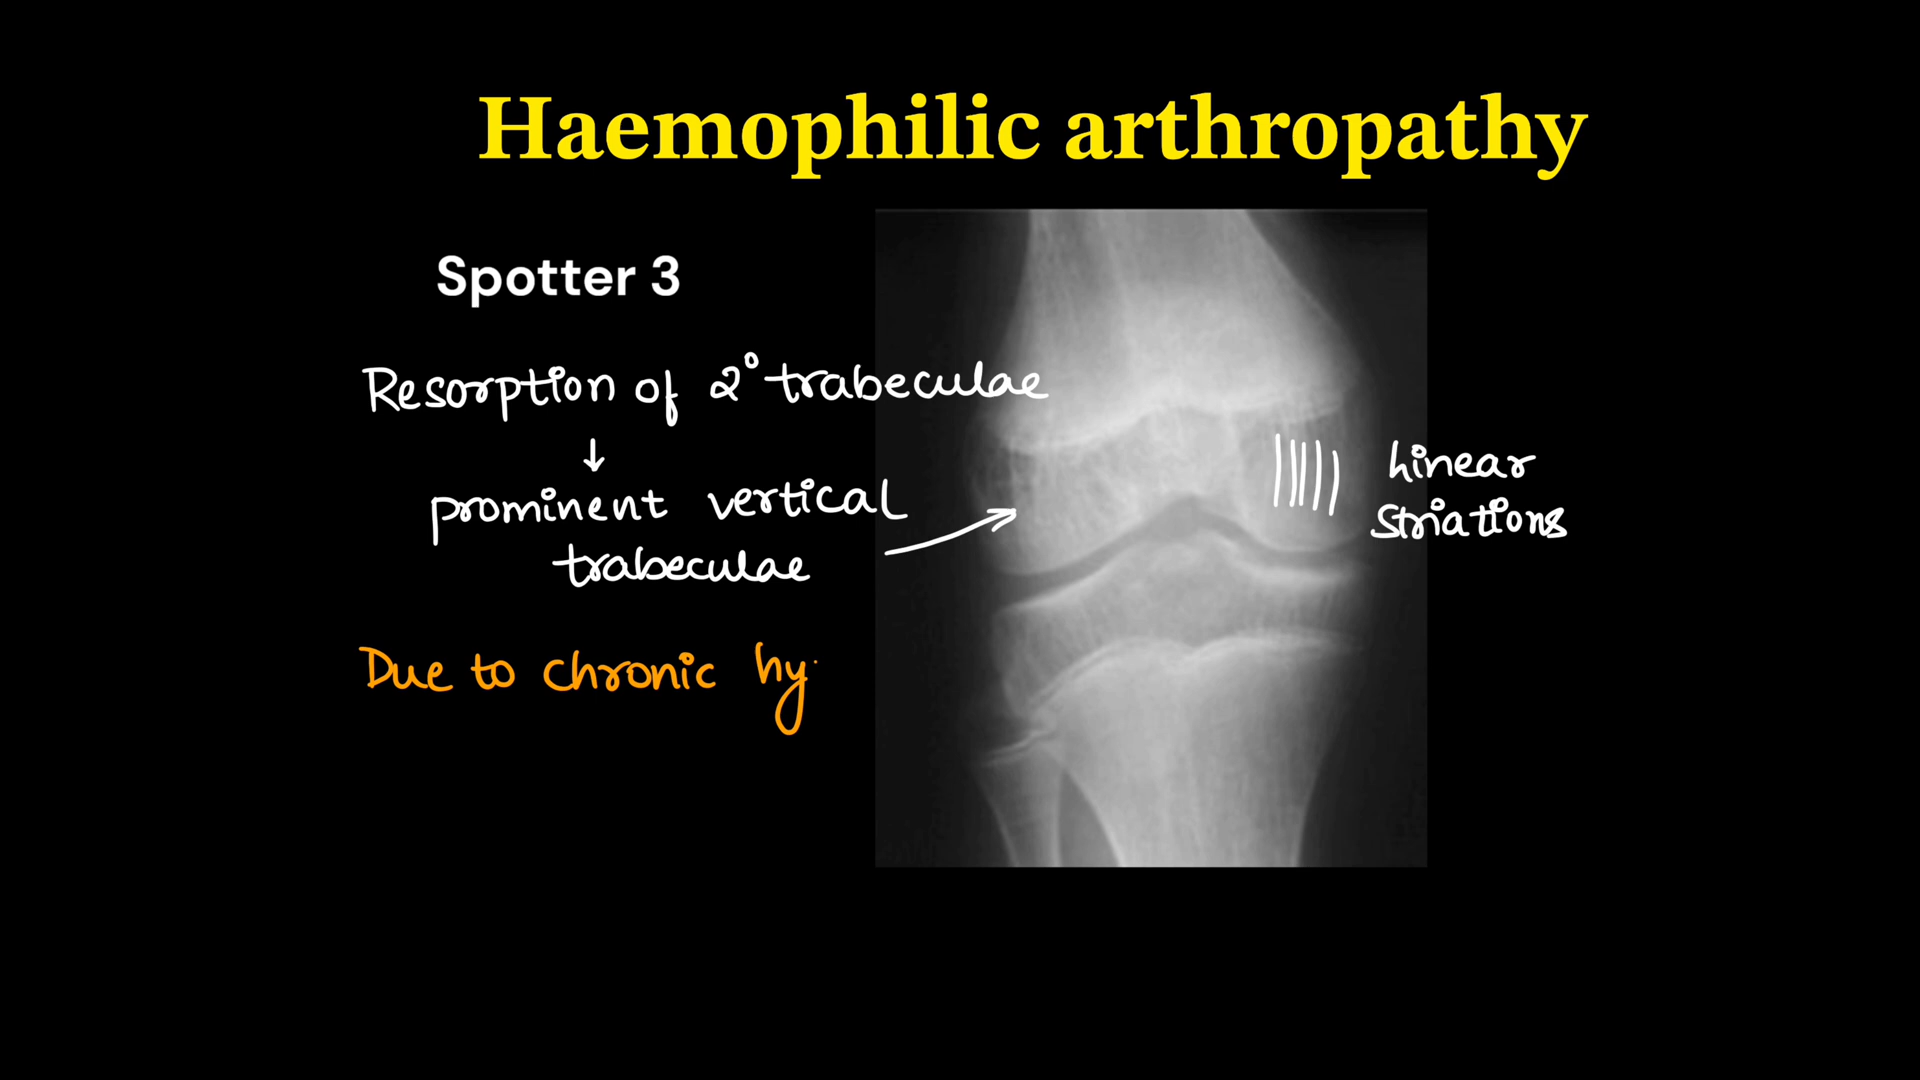 Haemophilic arthropathy
Spotter 3
Resorption of 2° trabeculae
↓
prominent vertical
trabeculae
Linear
striations
Due to chronic hy